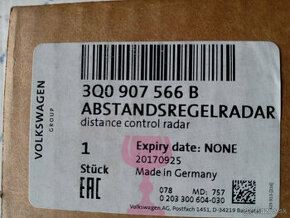 VOLKSWAGEN
GROUP
3Q0 907 566 B
ABSTANDSREGELRADAR
distance control radar
1
Stück
Expiry date: NONE
20170925
Made in Germany
EAC
078 MD: 757
0 203 300 604-030
Volkswagen AG, Postfach 1451, D-34219 Baunatal